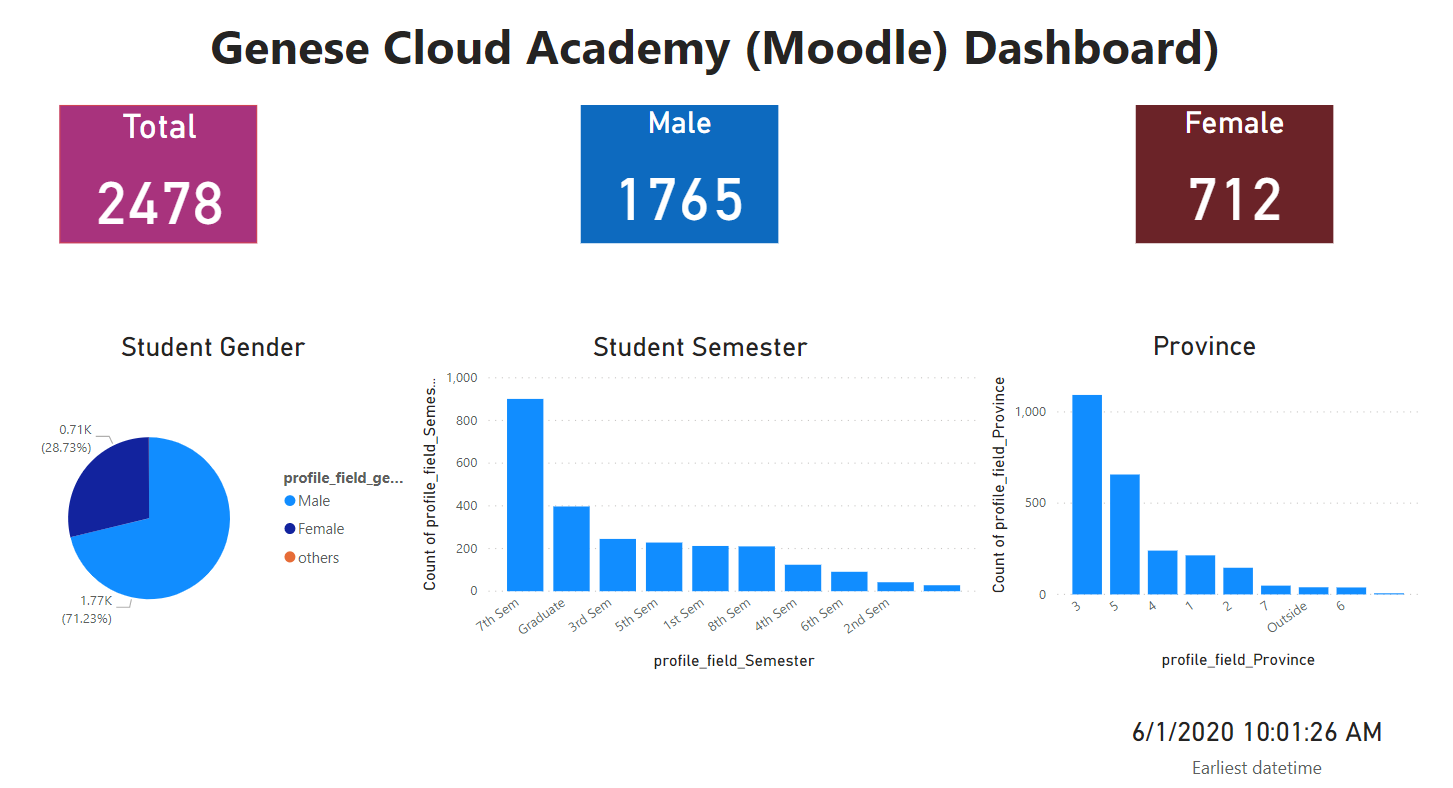 Genese Cloud Academy (Moodle) Dashboard)
Total
2478
Male
1765
Female
712
Student Gender
0.71K
(28.73%)
1.77K
(71.23%)
profile_field_ge...
Male
Female
others
Student Semester
Count of profile_field_Semes...
1,000
800
600
400
200
0
7th Sem
Graduate
3rd Sem
5th Sem
1st Sem
8th Sem
4th Sem
6th Sem
2nd Sem
profile_field_Semester
Province
Count of profile_field_Province
1,000
500
0
3
5
4
1
2
7
Outside
6
profile_field_Province
6/1/2020 10:01:26 AM
Earliest datetime